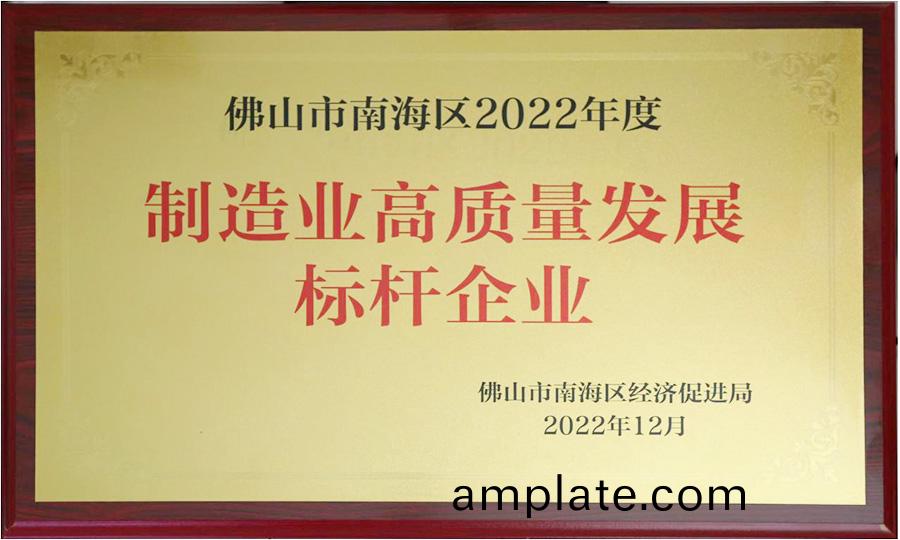 佛山市南海区2022年度
制造业高质量发展
标杆企业
佛山市南海区经济促进局
2022年12月
amplate.com